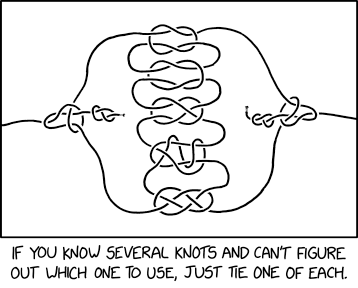 IF YOU KNOW SEVERAL KNOTS AND CAN'T FIGURE
OUT WHICH ONE TO USE, JUST TIE ONE OF EACH.